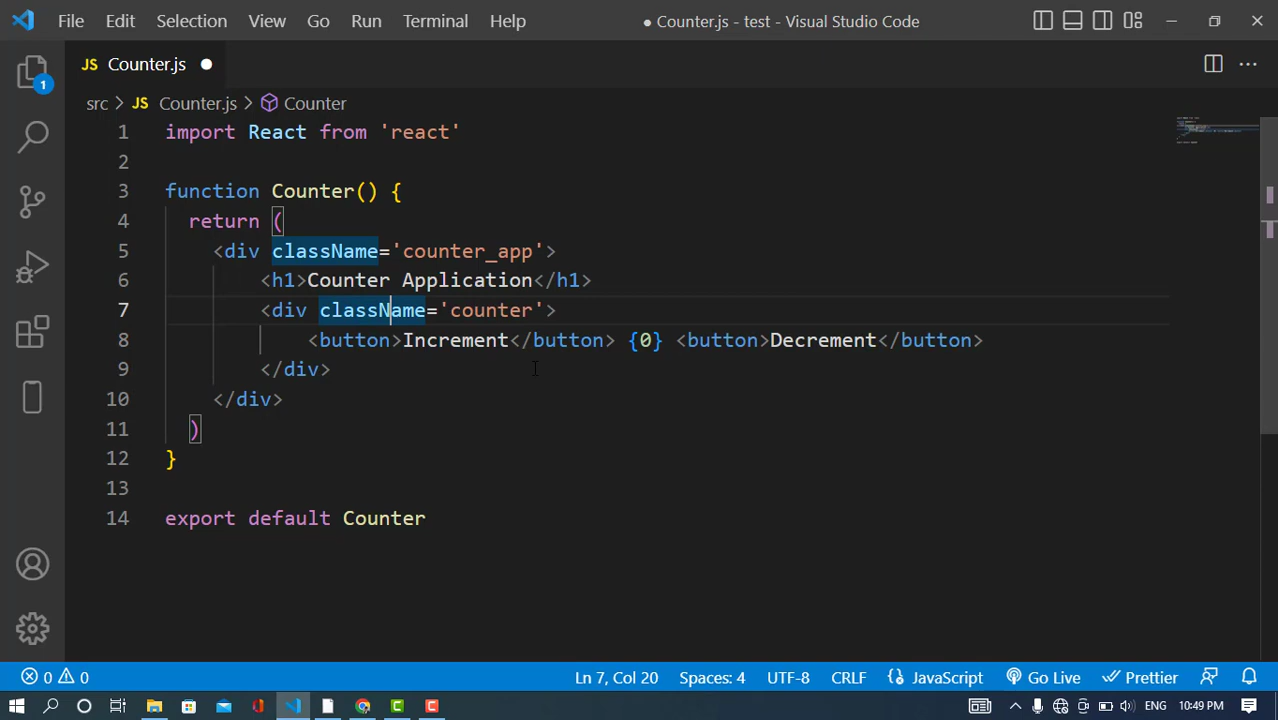 File Edit Selection View Go Run Terminal Help
● Counter.js - test - Visual Studio Code
JS Counter.js ●
1
src > JS Counter.js > Counter
1 import React from 'react'
2
3 function Counter() {
4 return (
5 <div className='counter_app'>
6 <h1>Counter Application</h1>
7 <div className='counter'>
8 <button>Increment</button> {0} <button>Decrement</button>
9 </div>
10 </div>
11 )
12 }
13
14 export default Counter
0 0 Ln 7, Col 20 Spaces: 4 UTF-8 CRLF JavaScript Go Live Prettier
ENG 10:49 PM